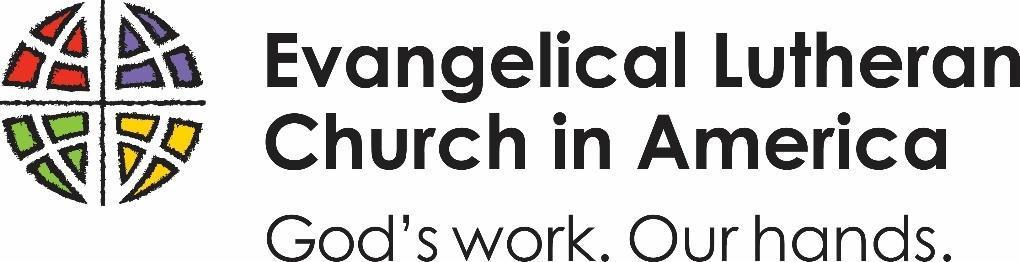 Evangelical Lutheran
Church in America
God's work. Our hands.